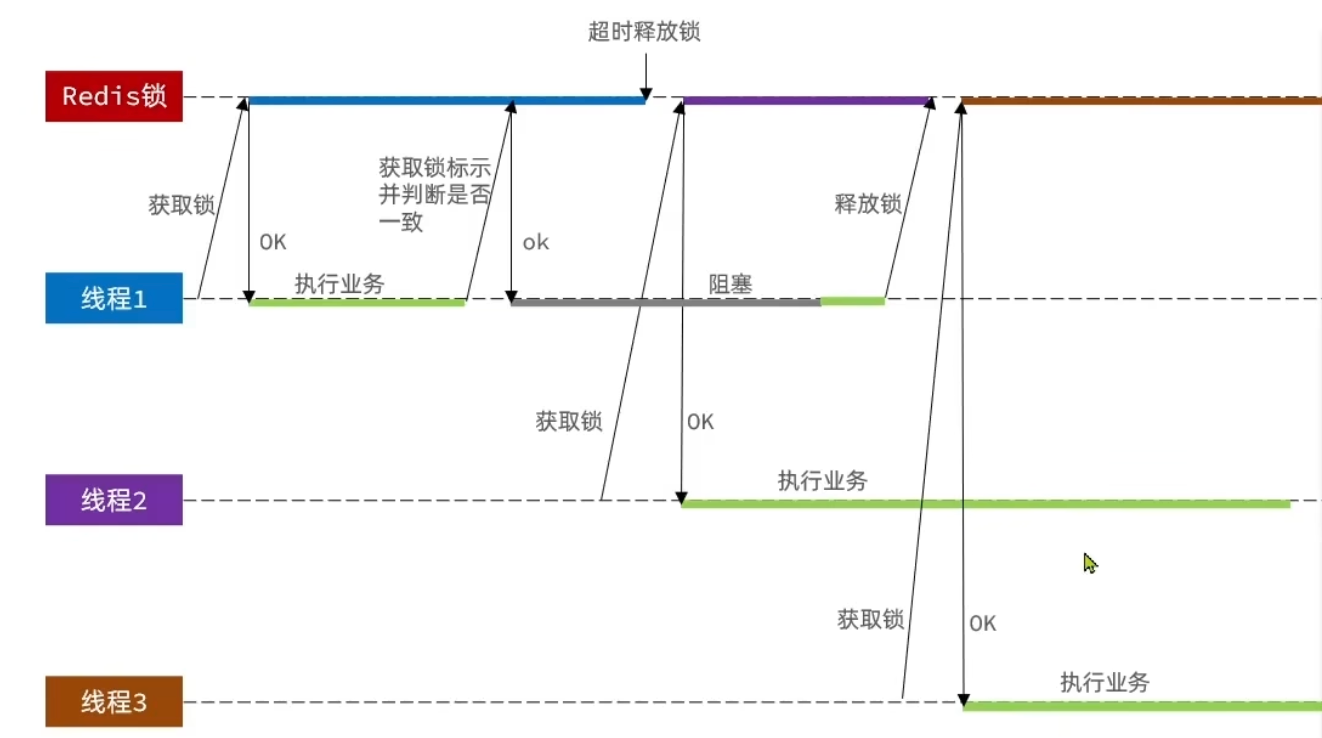 超时释放锁
Redis锁
获取锁标示
并判断是否
一致
获取锁
释放锁
OK
ok
执行业务
阻塞
线程1
获取锁
OK
执行业务
线程2
获取锁
OK
执行业务
线程3